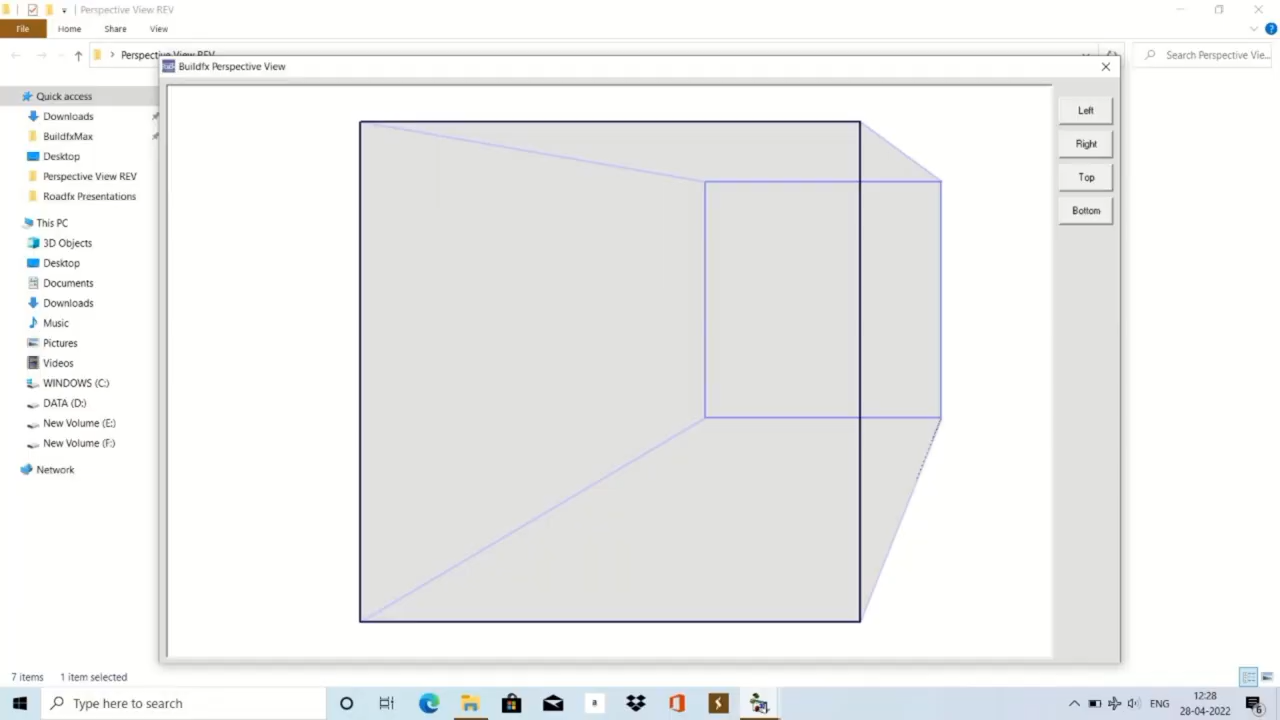 Perspective View REV
File Home Share View
Perspective View REV
Search Perspective Vie...
Buildfx Perspective View
Quick access
Downloads
BuildfxMax
Desktop
Perspective View REV
Roadfx Presentations
This PC
3D Objects
Desktop
Documents
Downloads
Music
Pictures
Videos
WINDOWS (C:)
DATA (D:)
New Volume (E:)
New Volume (F:)
Network
Left
Right
Top
Bottom
7 items 1 item selected
Type here to search
a
ENG
12:28
28-04-2022
6